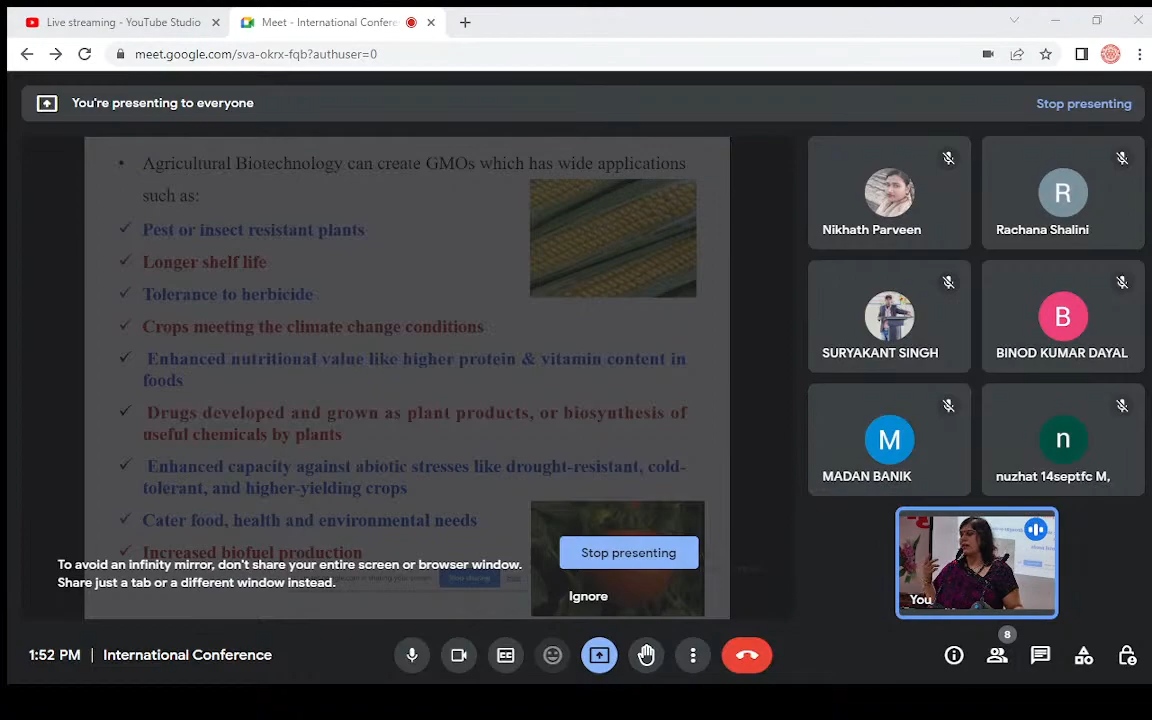 Live streaming - YouTube Studio
Meet - International Confere
meet.google.com/sva-okrx-fqb?authuser=0
You're presenting to everyone
Stop presenting
• Agricultural Biotechnology can create GMOs which has wide applications
such as:
✓ Pest or insect resistant plants
✓ Longer shelf life
✓ Tolerance to herbicide
✓ Crops meeting the climate change conditions
✓ Enhanced nutritional value like higher protein & vitamin content in
foods
✓ Drugs developed and grown as plant products, or biosynthesis of
useful chemicals by plants
✓ Enhanced capacity against abiotic stresses like drought-resistant, cold-
tolerant, and higher-yielding crops
✓ Cater food, health and environmental needs
✓ Increased biofuel production
To avoid an infinity mirror, don't share your entire screen or browser window.
Share just a tab or a different window instead.
Stop presenting
Ignore
Nikhath Parveen
R
Rachana Shalini
SURYAKANT SINGH
B
BINOD KUMAR DAYAL
M
MADAN BANIK
n
nuzhat 14septfc M,
You
1:52 PM | International Conference
8